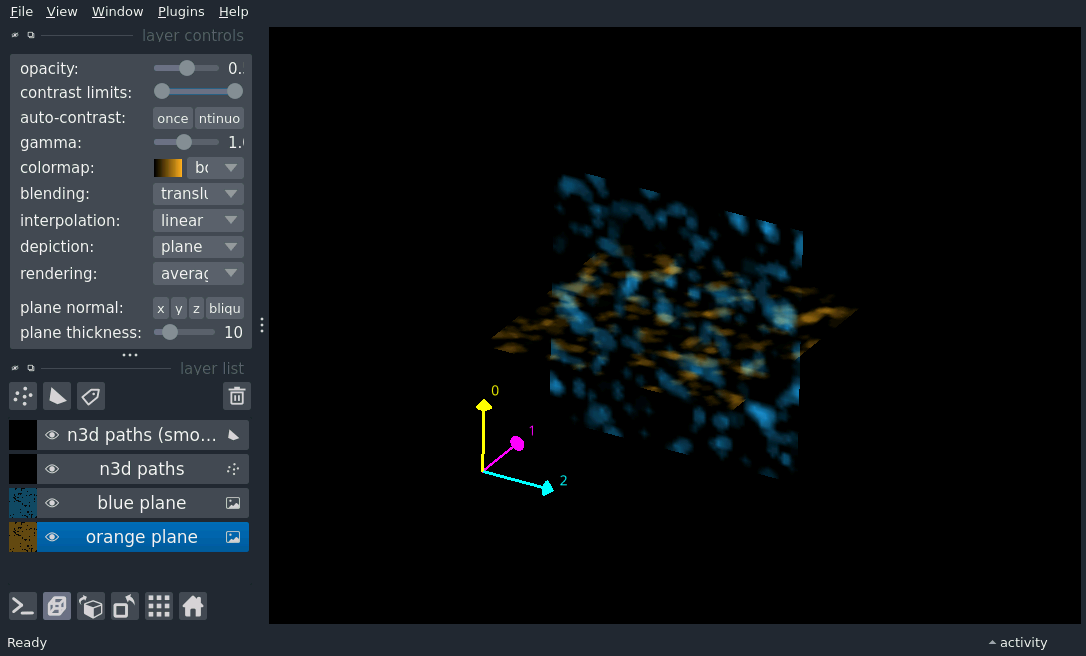 File View Window Plugins Help
layer controls
opacity: 0.
contrast limits:
auto-contrast: once ntinuo
gamma: 1.
colormap: bo
blending: translu
interpolation: linear
depiction: plane
rendering: averag
plane normal: x y z bliqu
plane thickness: 10
layer list
n3d paths (smo...
n3d paths
blue plane
orange plane
0
1
2
Ready
activity